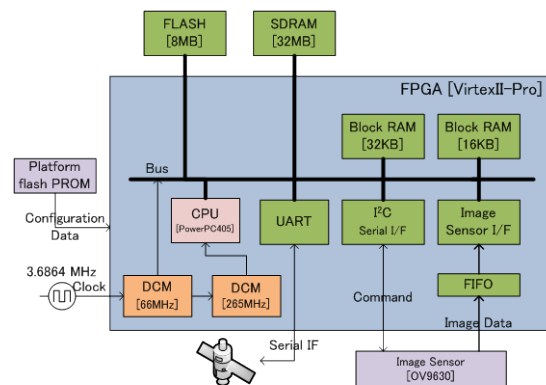 FLASH
[8MB]
SDRAM
[32MB]
FPGA [VirtexII-Pro]
Block RAM
[32KB]
Block RAM
[16KB]
Platform
flash PROM
Bus
Configuration
Data
CPU
[PowerPC405]
UART
I²C
Serial I/F
Image
Sensor I/F
3.6864 MHz
Clock
DCM
[66MHz]
DCM
[265MHz]
FIFO
Command
Image Data
Serial IF
Image Sensor
[OV9630]